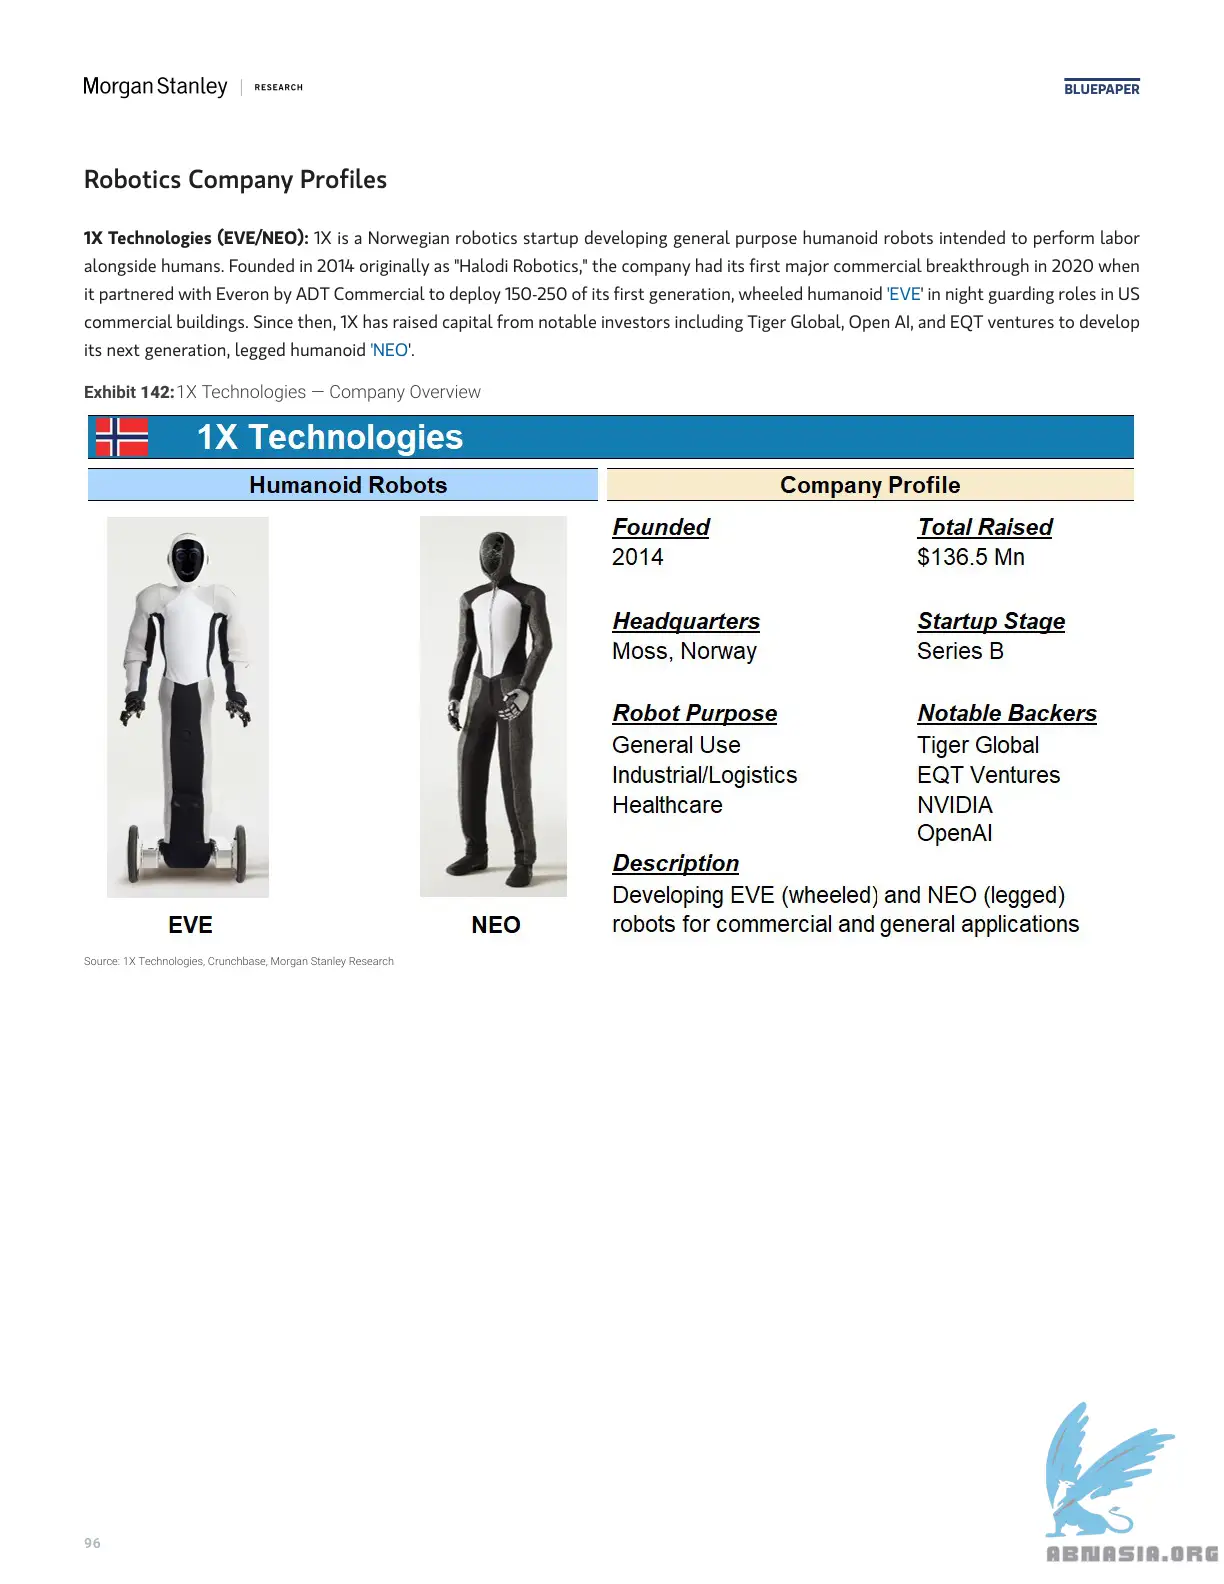 Morgan Stanley | RESEARCH
BLUEPAPER
Robotics Company Profiles
1X Technologies (EVE/NEO): 1X is a Norwegian robotics startup developing general purpose humanoid robots intended to perform labor
alongside humans. Founded in 2014 originally as "Halodi Robotics," the company had its first major commercial breakthrough in 2020 when
it partnered with Everon by ADT Commercial to deploy 150-250 of its first generation, wheeled humanoid 'EVE' in night guarding roles in US
commercial buildings. Since then, 1X has raised capital from notable investors including Tiger Global, Open AI, and EQT ventures to develop
its next generation, legged humanoid 'NEO'.
Exhibit 142: 1X Technologies — Company Overview
1X Technologies
Humanoid Robots
EVE
NEO
Company Profile
Founded
2014
Total Raised
$136.5 Mn
Headquarters
Moss, Norway
Startup Stage
Series B
Robot Purpose
General Use
Industrial/Logistics
Healthcare
Notable Backers
Tiger Global
EQT Ventures
NVIDIA
OpenAI
Description
Developing EVE (wheeled) and NEO (legged)
robots for commercial and general applications
Source: 1X Technologies, Crunchbase, Morgan Stanley Research
96
ABNASIA.ORG